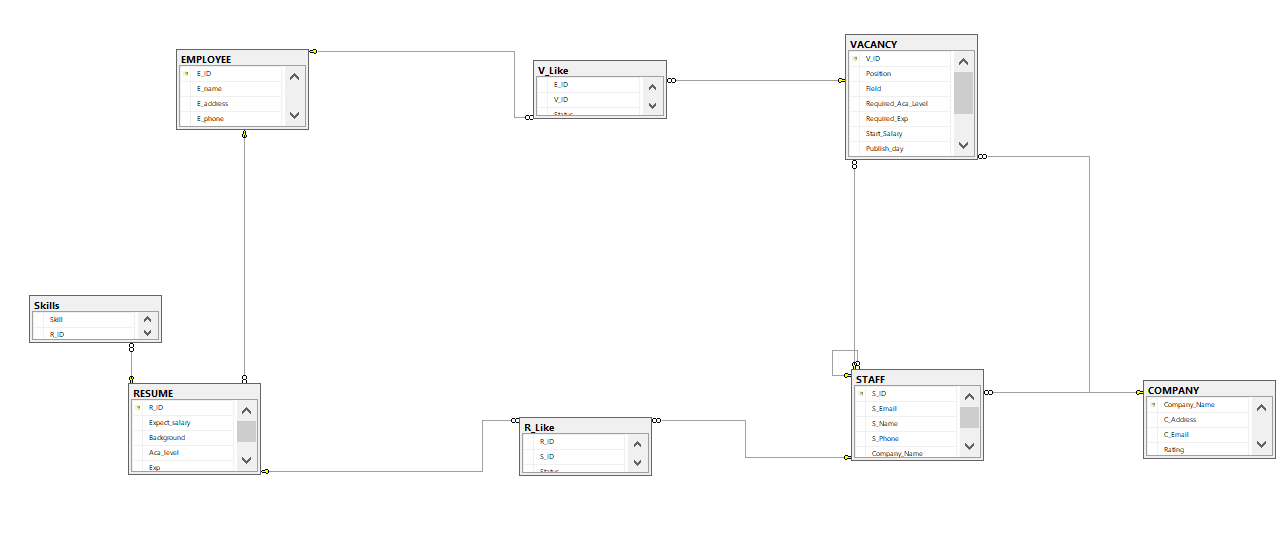 EMPLOYEE
E_ID
E_name
E_address
E_phone
V_Like
E_ID
V_ID
Status
VACANCY
V_ID
Position
Field
Required_Aca_Level
Required_Exp
Start_Salary
Publish_day
Skills
Skill
R_ID
RESUME
R_ID
Expect_salary
Background
Aca_level
Exp
R_Like
R_ID
S_ID
Status
STAFF
S_ID
S_Email
S_Name
S_Phone
Company_Name
COMPANY
Company_Name
C_Address
C_Email
Rating